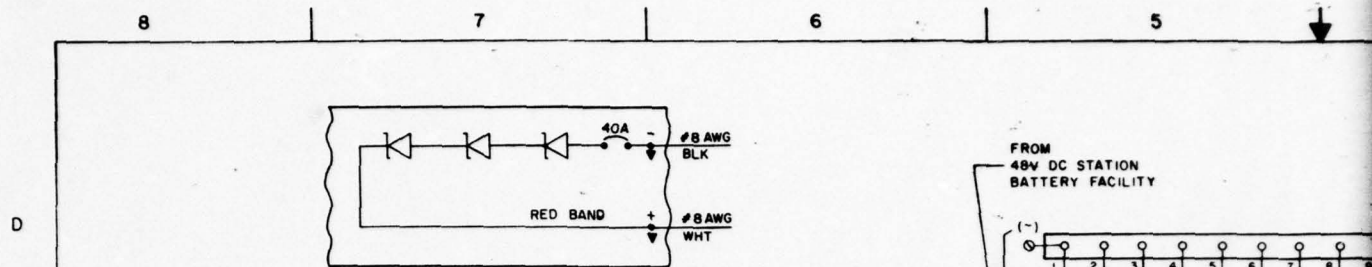 8 7 6 5
40A - #8 AWG
BLK
FROM
48V DC STATION
BATTERY FACILITY
D
RED BAND + #8 AWG
WHT
(-)
1 2 3 4 5 6 7 8